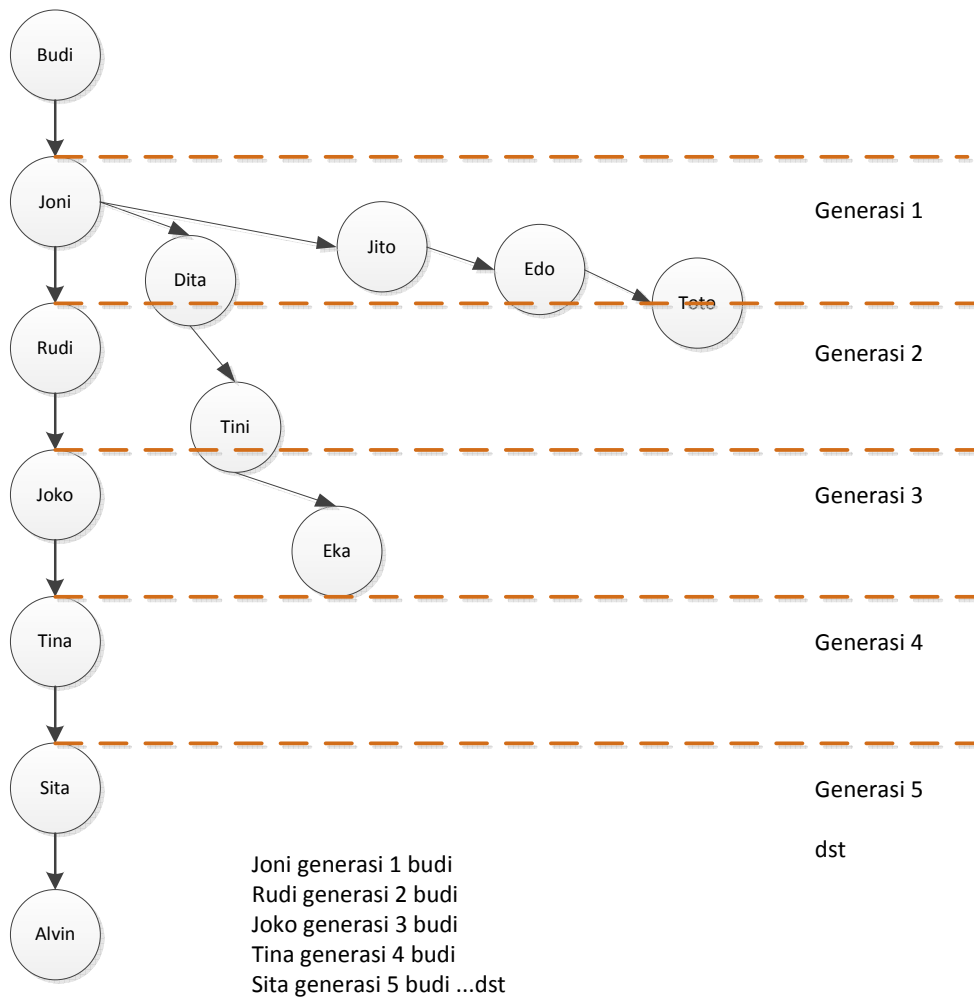 Budi
Joni
Generasi 1
Jito
Edo
Dita
Toto
Rudi
Generasi 2
Tini
Joko
Generasi 3
Eka
Tina
Generasi 4
Sita
Generasi 5
dst
Alvin
Joni generasi 1 budi
Rudi generasi 2 budi
Joko generasi 3 budi
Tina generasi 4 budi
Sita generasi 5 budi ...dst